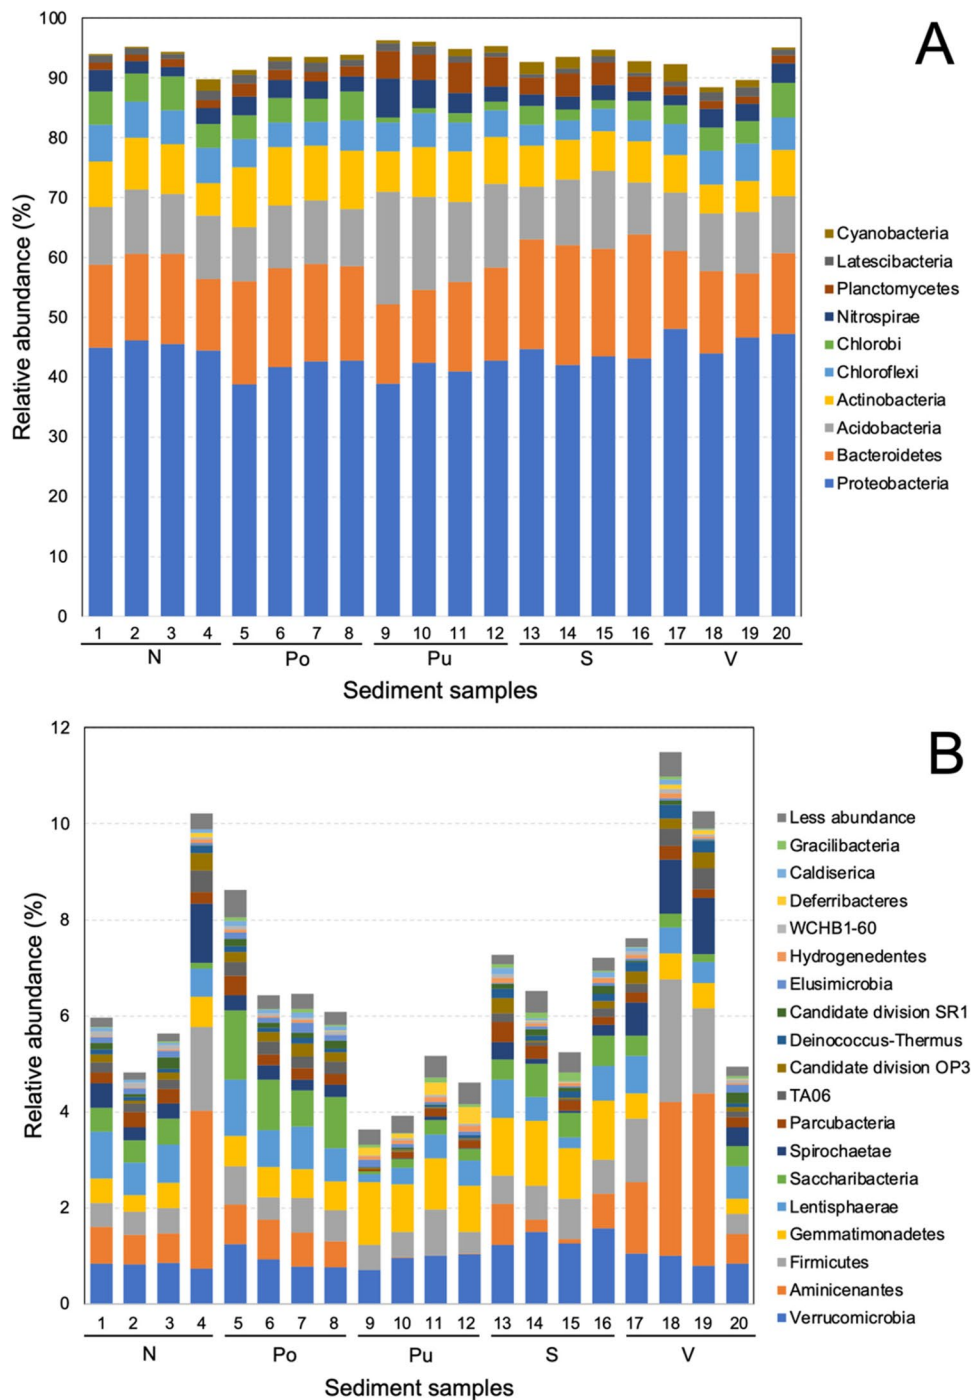 A
100
90
80
70
60
50
40
30
20
10
0
Relative abundance (%)
1 2 3 4 5 6 7 8 9 10 11 12 13 14 15 16 17 18 19 20
N Po Pu S V
Sediment samples
Cyanobacteria
Latescibacteria
Planctomycetes
Nitrospirae
Chlorobi
Chloroflexi
Actinobacteria
Acidobacteria
Bacteroidetes
Proteobacteria
B
12
10
8
6
4
2
0
Relative abundance (%)
1 2 3 4 5 6 7 8 9 10 11 12 13 14 15 16 17 18 19 20
N Po Pu S V
Sediment samples
Less abundance
Gracilibacteria
Caldiserica
Deferribacteres
WCHB1-60
Hydrogenedentes
Elusimicrobia
Candidate division SR1
Deinococcus-Thermus
Candidate division OP3
TA06
Parcubacteria
Spirochaetae
Saccharibacteria
Lentisphaerae
Gemmatimonadetes
Firmicutes
Aminicenantes
Verrucomicrobia